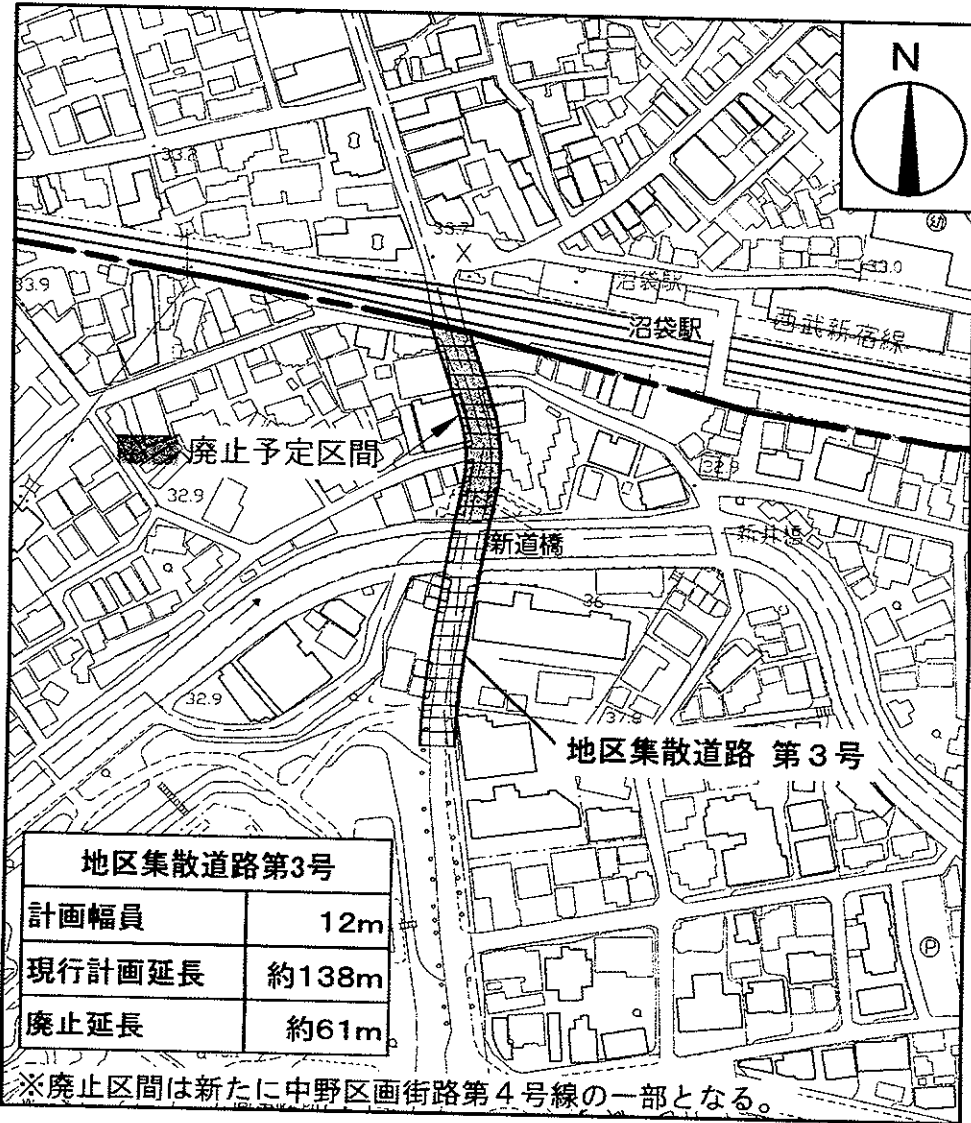 N
33.2
33.7
幼
33.9
33.0
沼袋駅
沼袋駅
西武新宿線
廃止予定区間
32.9
32.9
新道橋
新井橋
36
32.9
37.8
地区集散道路 第3号
地区集散道路第3号
計画幅員 12m
現行計画延長 約138m
廃止延長 約61m
P
※廃止区間は新たに中野区画街路第4号線の一部となる。